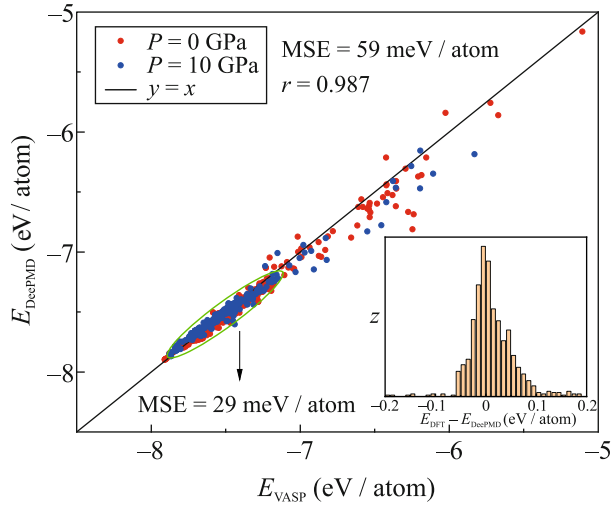 −5
P = 0 GPa
P = 10 GPa
y = x
MSE = 59 meV / atom
r = 0.987
−6
−7
−8
E_DeePMD (eV / atom)
MSE = 29 meV / atom
z
−0.2 −0.1 0 0.1 0.2
E_DFT − E_DeePMD (eV / atom)
−8 −7 −6 −5
E_VASP (eV / atom)